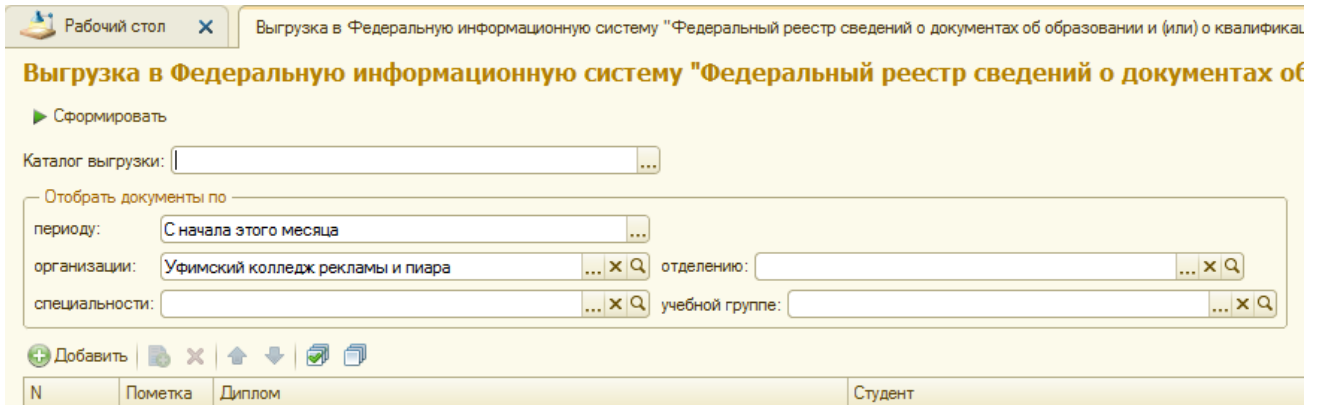 Рабочий стол
Выгрузка в Федеральную информационную систему "Федеральный реестр сведений о документах об образовании и (или) о
Выгрузка в Федеральную информационную систему "Федеральный реестр сведений о документах
Сформировать
Каталог выгрузки: ...
Отобрать документы по
периоду: С начала этого месяца ...
организации: Уфимский колледж рекламы и пиара ... отделению: ...
специальности: ... учебной группе: ...
Добавить
N Пометка Диплом Студент